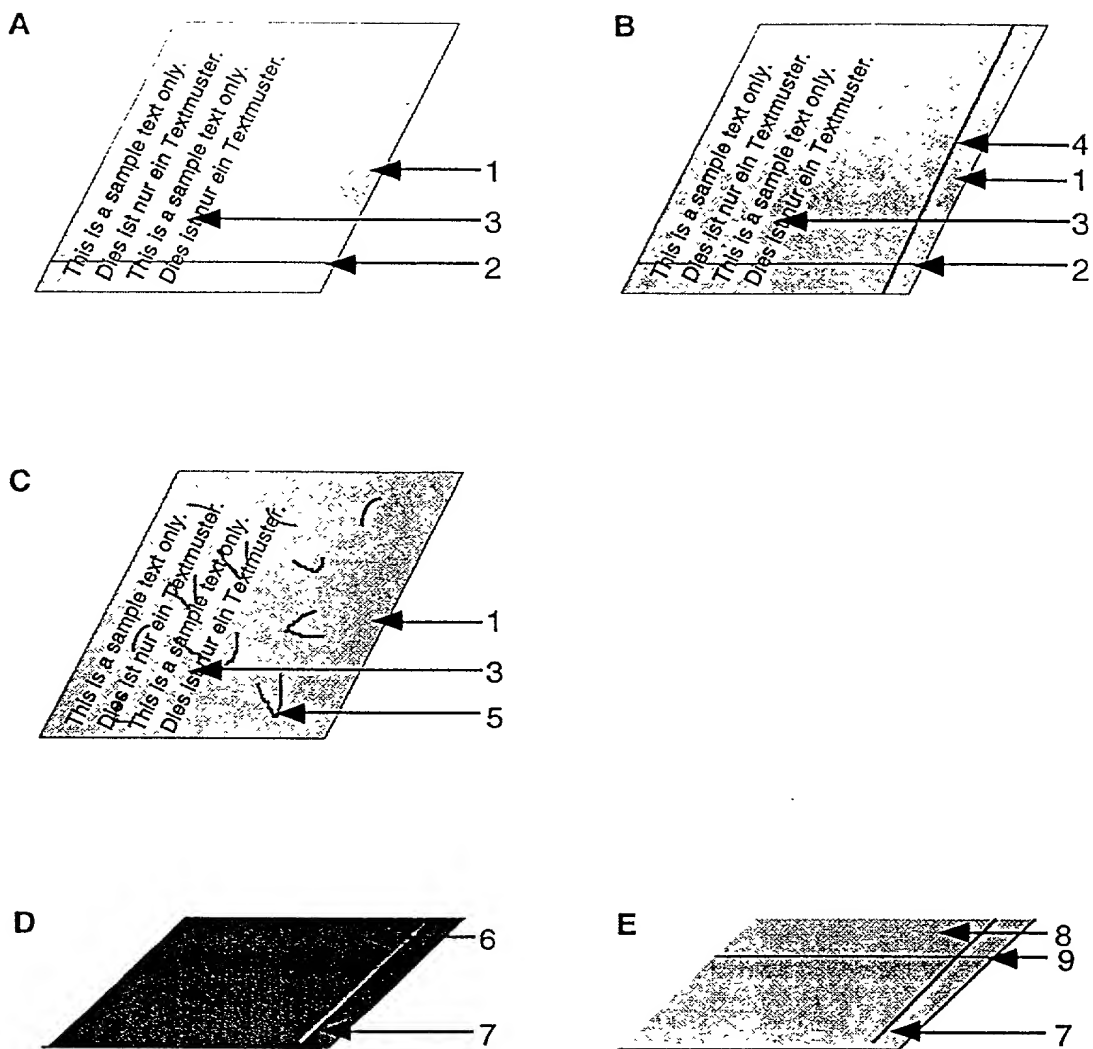 A
This is a sample text only.
Dies ist nur ein Textmuster.
This is a sample text only.
Dies ist nur ein Textmuster.
1
3
2
B
This is a sample text only.
Dies ist nur ein Textmuster.
This is a sample text only.
Dies ist nur ein Textmuster.
4
1
3
2
C
This is a sample text only.
Dies ist nur ein Textmuster.
This is a sample text only.
Dies ist nur ein Textmuster.
1
3
5
D
6
7
E
8
9
7